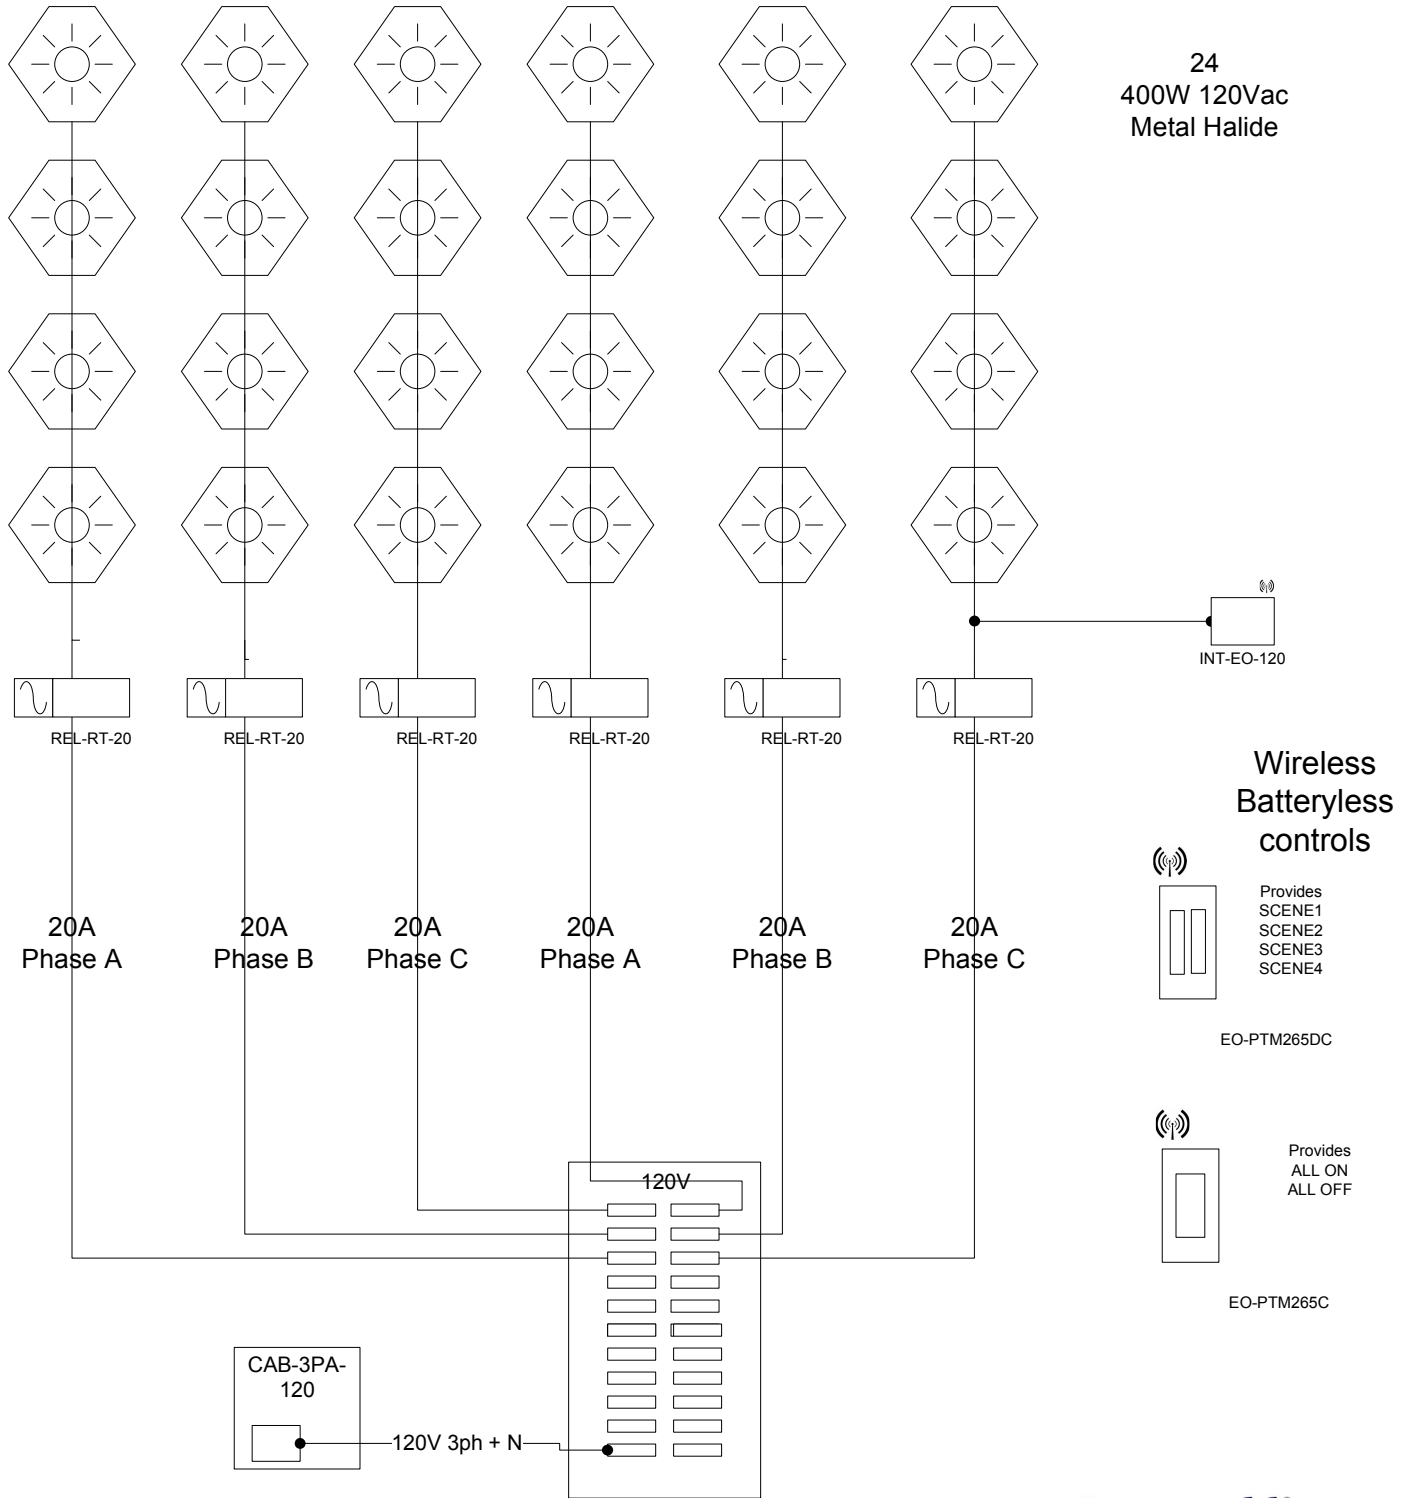 24
400W 120Vac
Metal Halide
INT-EO-120
REL-RT-20
REL-RT-20
REL-RT-20
REL-RT-20
REL-RT-20
REL-RT-20
Wireless
Batteryless
controls
Provides
SCENE1
SCENE2
SCENE3
SCENE4
20A
Phase A
20A
Phase B
20A
Phase C
20A
Phase A
20A
Phase B
20A
Phase C
EO-PTM265DC
Provides
ALL ON
ALL OFF
120V
EO-PTM265C
CAB-3PA-
120
120V 3ph + N